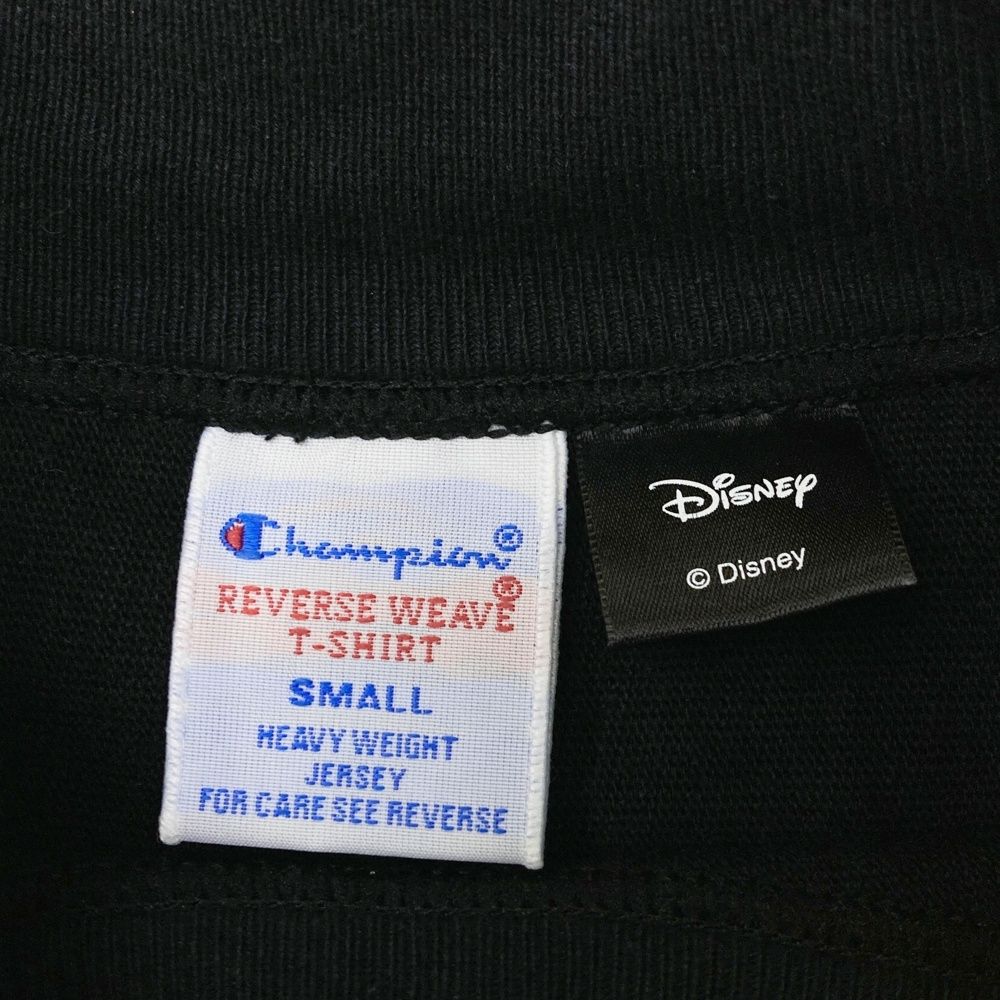 Champion®
REVERSE WEAVE®
T-SHIRT
SMALL
HEAVY WEIGHT
JERSEY
FOR CARE SEE REVERSE
Disney
© Disney